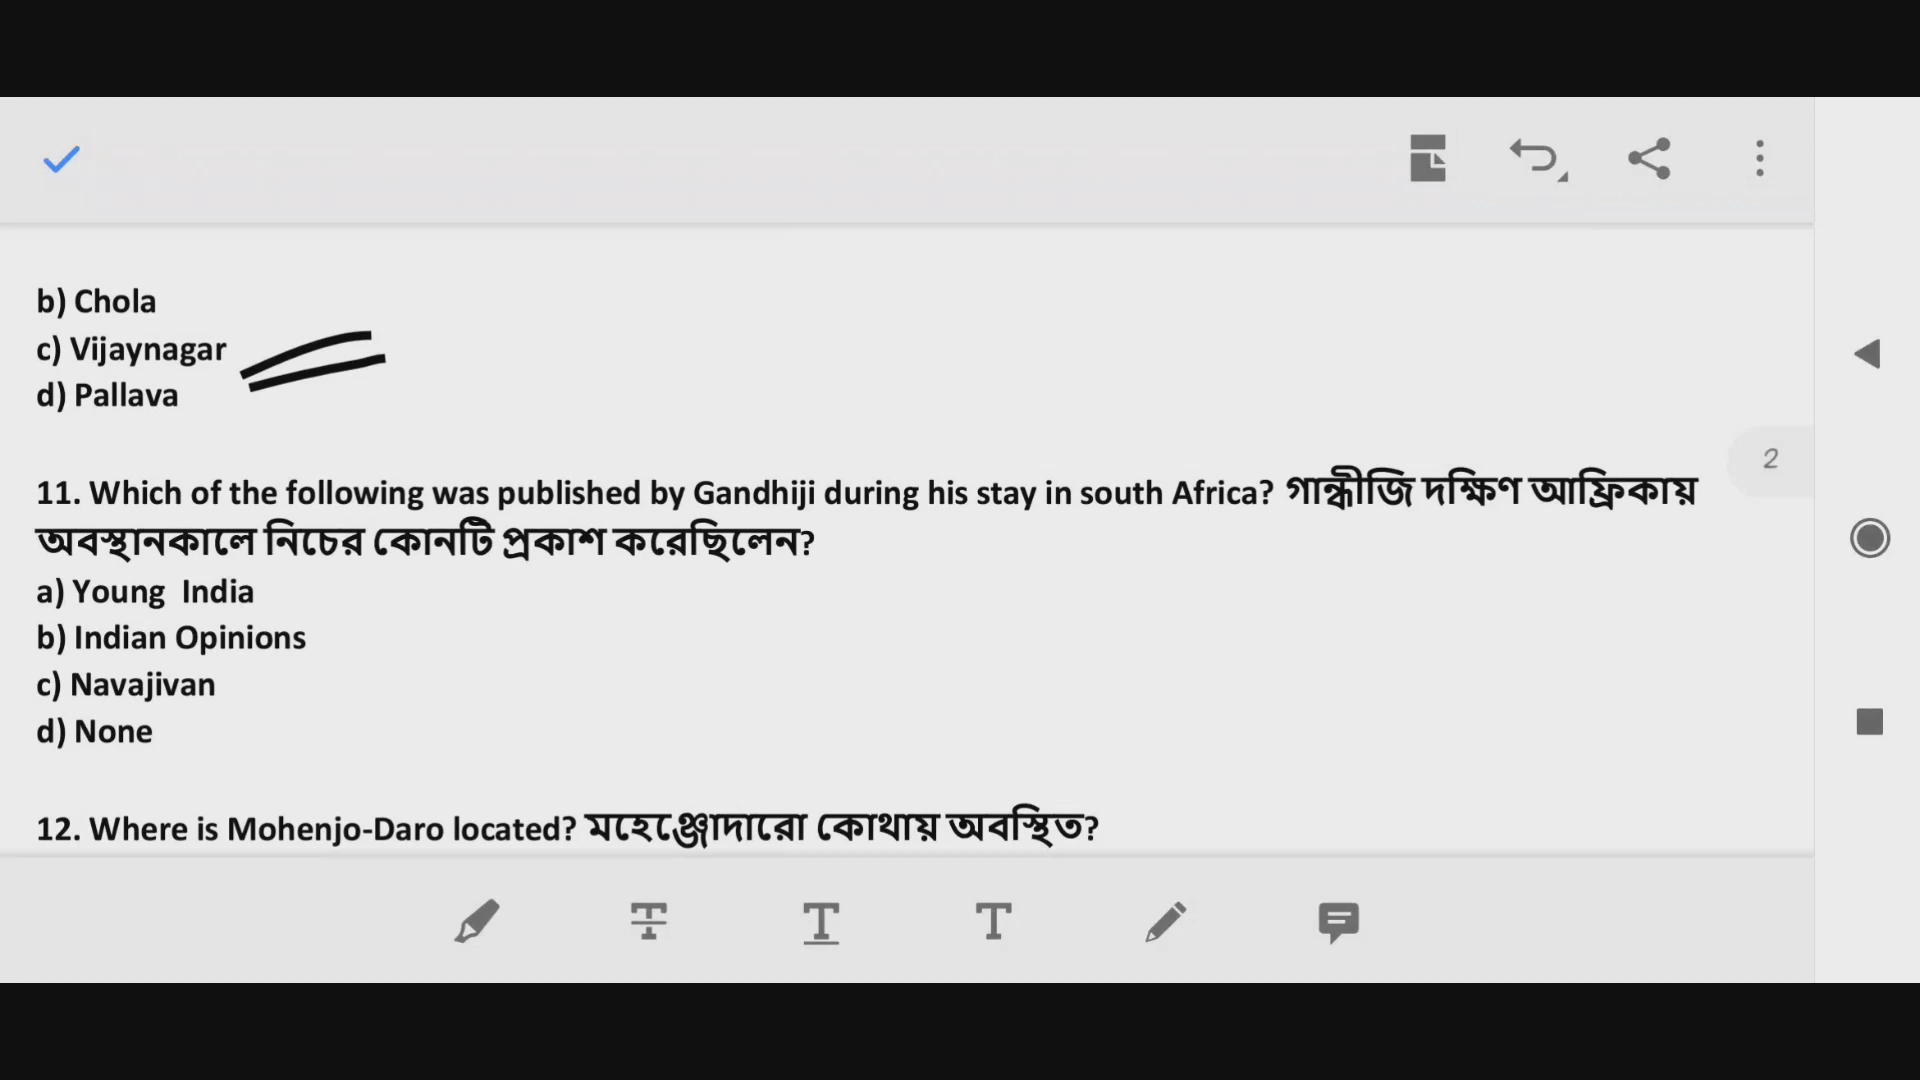 b) Chola
c) Vijaynagar
d) Pallava
2
11. Which of the following was published by Gandhiji during his stay in south Africa? গান্ধীজি দক্ষিণ আফ্রিকায়
অবস্থানকালে নিচের কোনটি প্রকাশ করেছিলেন?
a) Young  India
b) Indian Opinions
c) Navajivan
d) None
12. Where is Mohenjo-Daro located? মহেঞ্জোদারো কোথায় অবস্থিত?